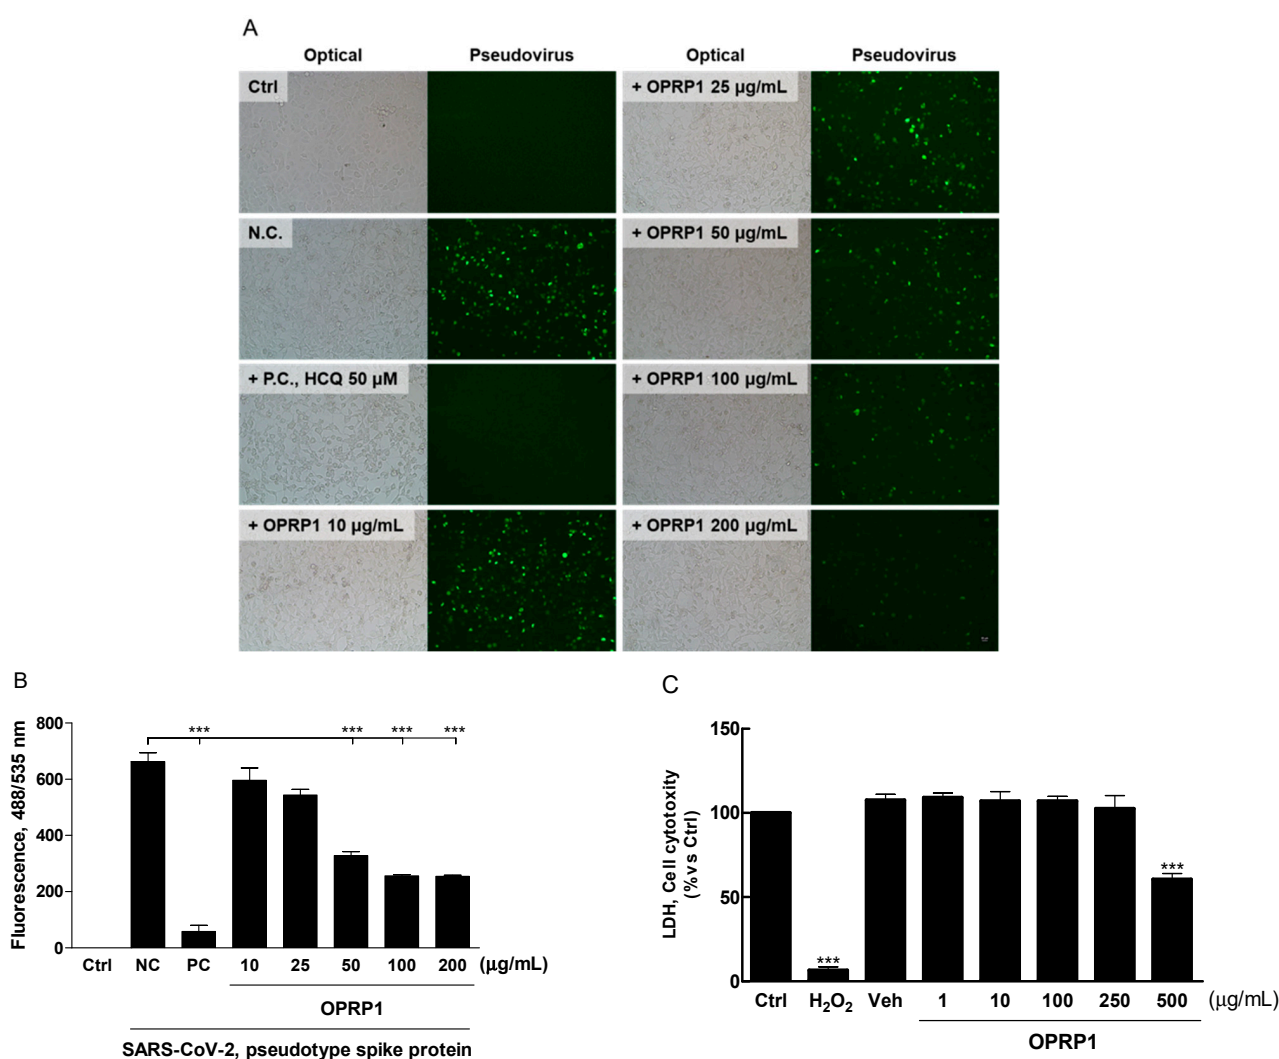 A
Optical Pseudovirus Optical Pseudovirus
Ctrl
+ OPRP1 25 µg/mL
N.C.
+ OPRP1 50 µg/mL
+ P.C., HCQ 50 µM
+ OPRP1 100 µg/mL
+ OPRP1 10 µg/mL
+ OPRP1 200 µg/mL
B
Fluorescence, 488/535 nm
800
600
400
200
0
*** *** *** ***
Ctrl NC PC 10 25 50 100 200 (µg/mL)
OPRP1
SARS-CoV-2, pseudotype spike protein
C
LDH, Cell cytotoxity
(% vs Ctrl)
150
100
50
0
***
***
Ctrl H₂O₂ Veh 1 10 100 250 500 (µg/mL)
OPRP1